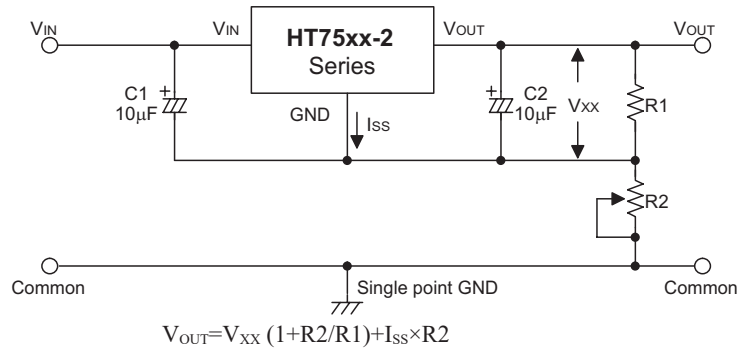 VIN
VIN
HT75xx-2
Series
VOUT
VOUT
C1
10μF
GND
ISS
C2
10μF
VXX
R1
R2
Common
Single point GND
Common
VOUT=VXX (1+R2/R1)+ISS×R2